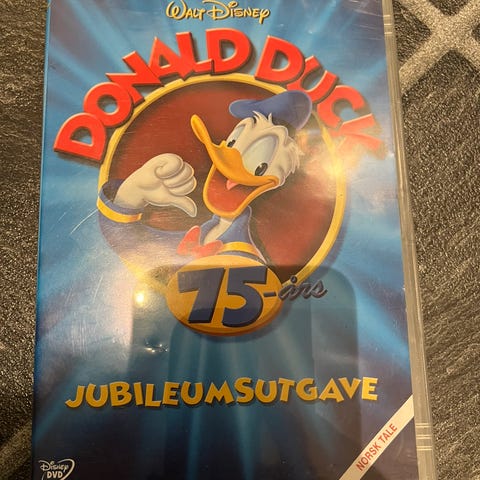 WALT DISNEY
DONALD DUCK
75-års
JUBILEUMSUTGAVE
NORSK TALE
Disney
DVD